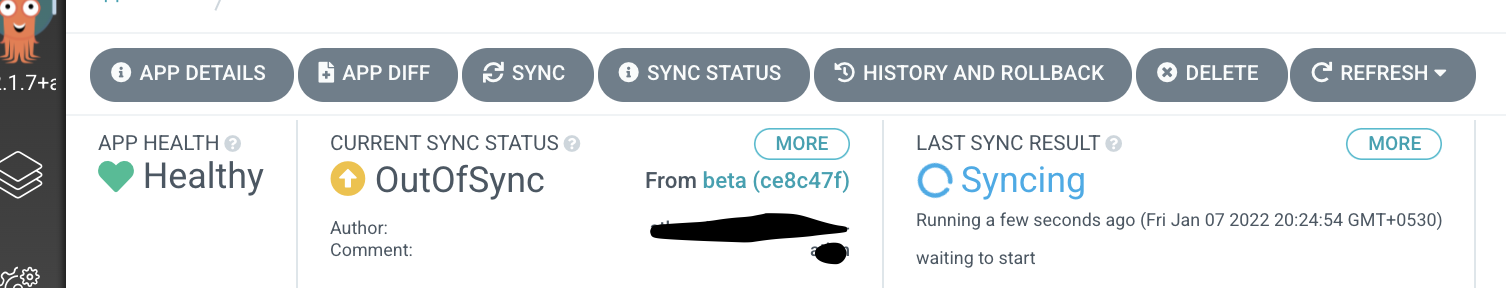 2.1.7+a
APP DETAILS
APP DIFF
SYNC
SYNC STATUS
HISTORY AND ROLLBACK
DELETE
REFRESH
APP HEALTH
Healthy
CURRENT SYNC STATUS
MORE
OutOfSync
From beta (ce8c47f)
Author:
Comment:
LAST SYNC RESULT
MORE
Syncing
Running a few seconds ago (Fri Jan 07 2022 20:24:54 GMT+0530)
waiting to start